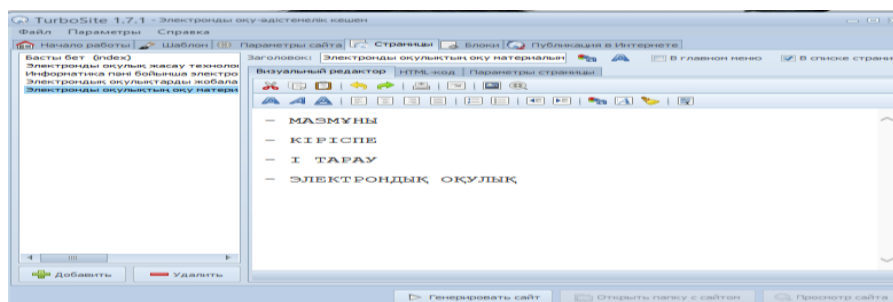 TurboSite 1.7.1 - Электронды оқу-әдістемелік кешен
Файл Параметры Справка
Начало работы Шаблон Параметры сайта Страницы Блоки Публикация в Интернете
Басты бет (index)
Электронды оқулық жасау техноло
Информатика пәні бойынша электро
Электрондық оқулықтарды жобала
Электронды оқулықтың оқу матери
Заголовок: Электронды оқулықтың оқу материалын В главном меню В списке страни
Визуальный редактор HTML-код Параметры страницы
— МАЗМҰНЫ
— КІРІСПЕ
— І ТАРАУ
— ЭЛЕКТРОНДЫҚ ОҚУЛЫҚ
Добавить Удалить
Генерировать сайт Открыть папку с сайтом Просмотр сайта